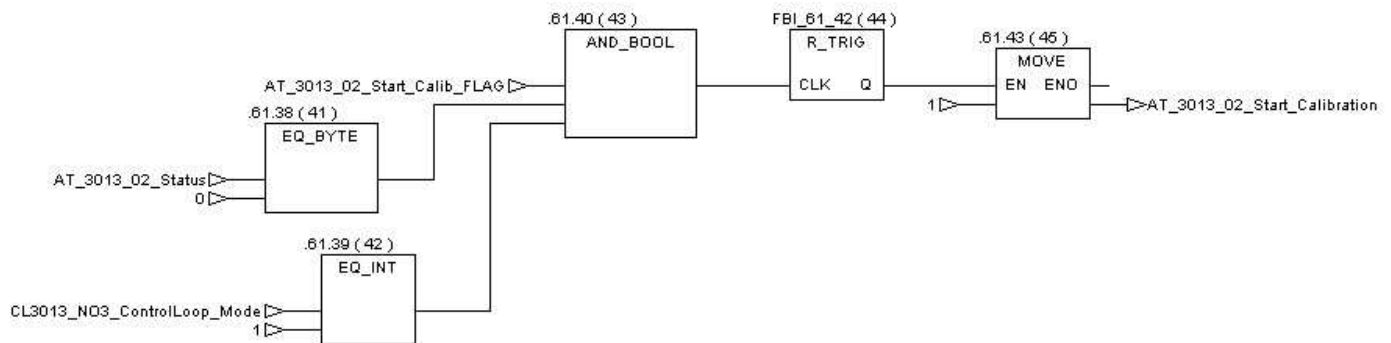 .61.40 ( 43 )
AND_BOOL
FBI_61_42 ( 44 )
R_TRIG
CLK Q
.61.43 ( 45 )
MOVE
EN ENO
1
AT_3013_02_Start_Calibration
AT_3013_02_Start_Calib_FLAG
.61.38 ( 41 )
EQ_BYTE
AT_3013_02_Status
0
.61.39 ( 42 )
EQ_INT
CL3013_NO3_ControlLoop_Mode
1